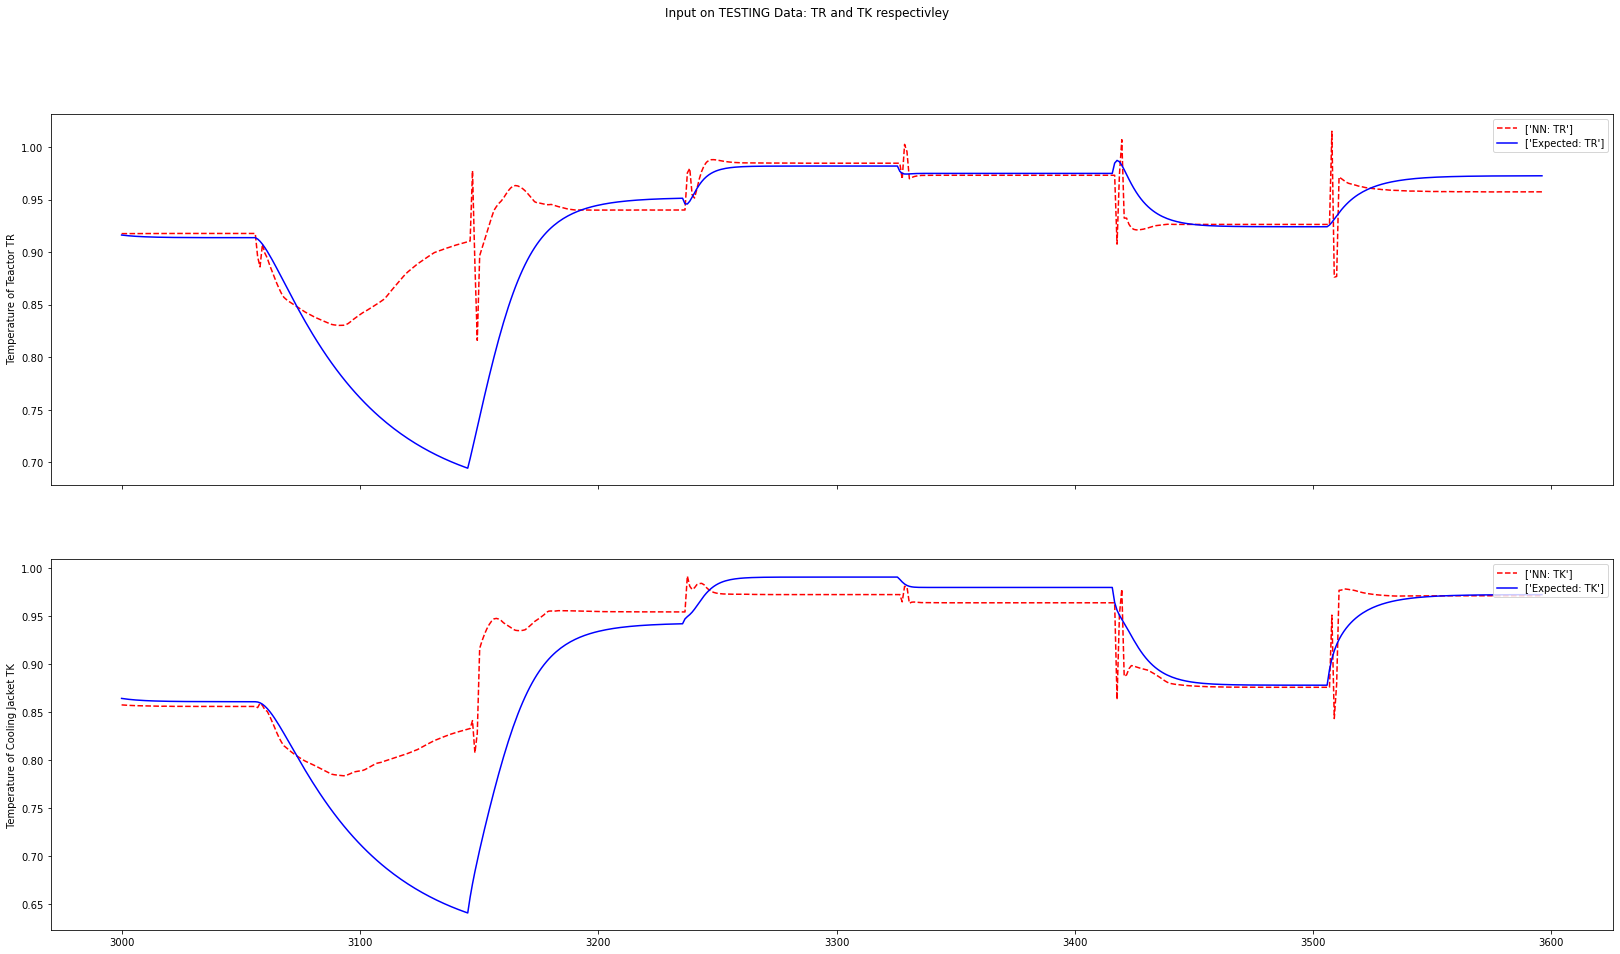 Input on TESTING Data: TR and TK respectivley
Temperature of Teactor TR
1.00
0.95
0.90
0.85
0.80
0.75
0.70
['NN: TR']
['Expected: TR']
Temperature of Cooling Jacket TK
1.00
0.95
0.90
0.85
0.80
0.75
0.70
0.65
['NN: TK']
['Expected: TK']
3000 3100 3200 3300 3400 3500 3600